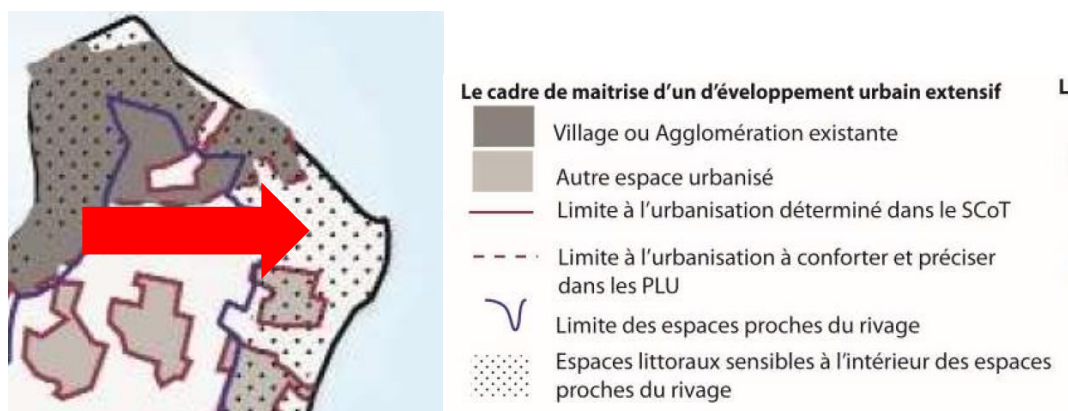 Le cadre de maitrise d'un d'éveloppement urbain extensif
L
Village ou Agglomération existante
Autre espace urbanisé
Limite à l'urbanisation déterminé dans le SCoT
Limite à l'urbanisation à conforter et préciser
dans les PLU
Limite des espaces proches du rivage
Espaces littoraux sensibles à l'intérieur des espaces
proches du rivage